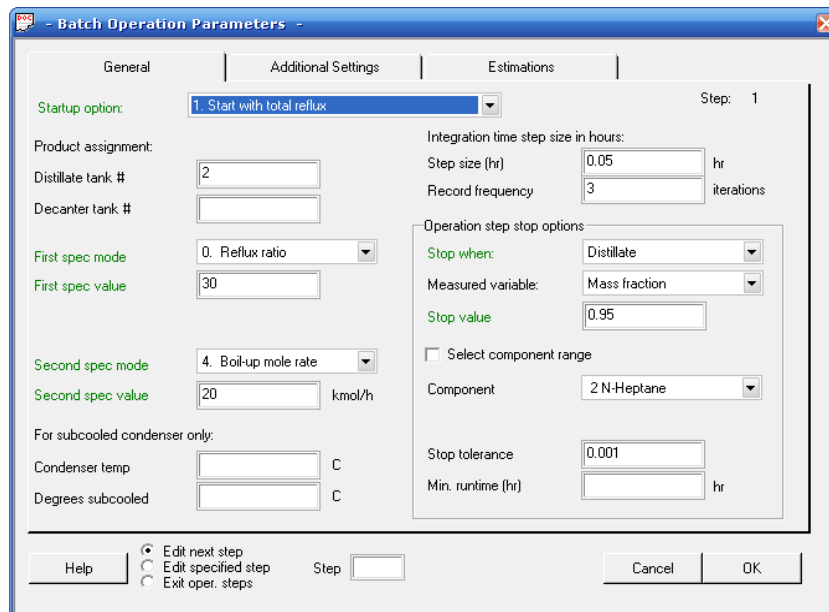 DOC
- Batch Operation Parameters -
General
Additional Settings
Estimations
Startup option:
1. Start with total reflux
Step: 1
Product assignment:
Distillate tank #
2
Decanter tank #
First spec mode
0. Reflux ratio
First spec value
30
Second spec mode
4. Boil-up mole rate
Second spec value
20
kmol/h
For subcooled condenser only:
Condenser temp
C
Degrees subcooled
C
Integration time step size in hours:
Step size (hr)
0.05
hr
Record frequency
3
iterations
Operation step stop options
Stop when:
Distillate
Measured variable:
Mass fraction
Stop value
0.95
Select component range
Component
2 N-Heptane
Stop tolerance
0.001
Min. runtime (hr)
hr
Help
Edit next step
Edit specified step
Exit oper. steps
Step
Cancel
OK